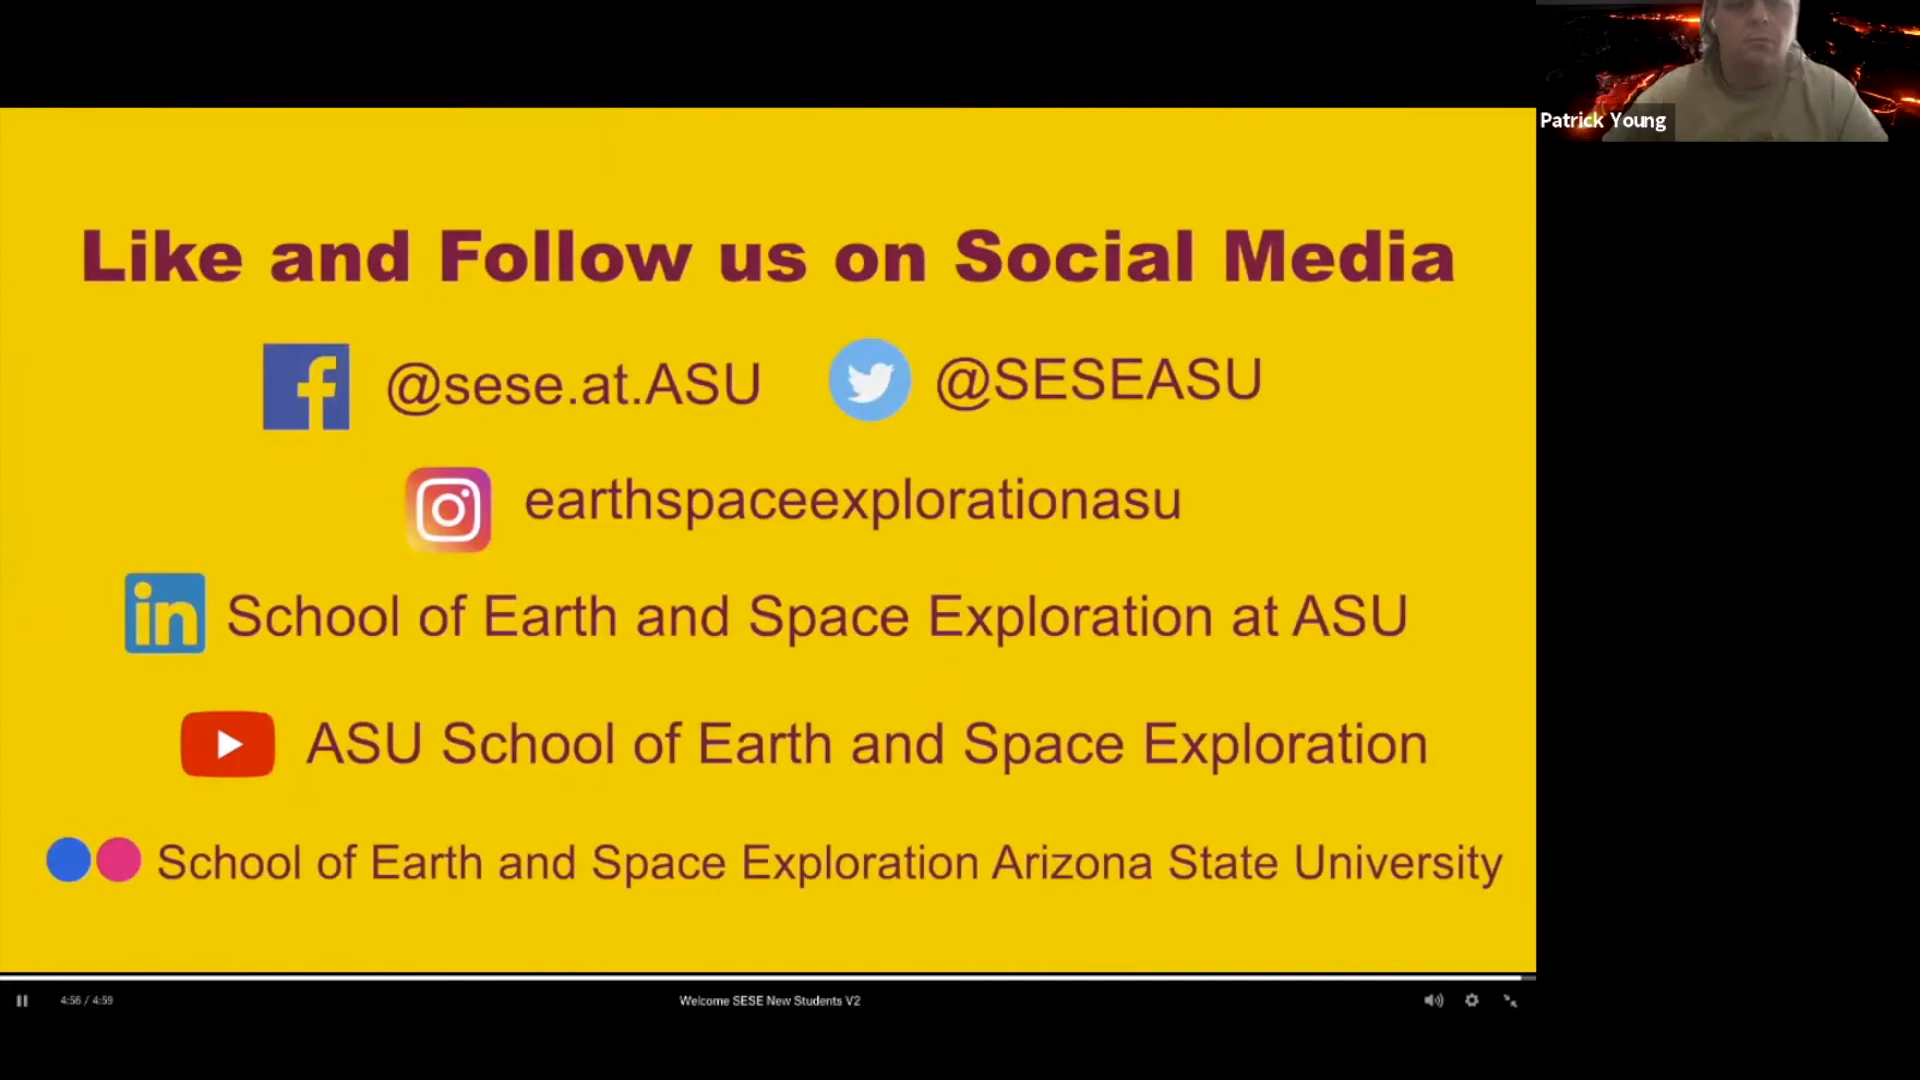 Patrick Young
Like and Follow us on Social Media
@sese.at.ASU
@SESEASU
earthspaceexplorationasu
in School of Earth and Space Exploration at ASU
ASU School of Earth and Space Exploration
School of Earth and Space Exploration Arizona State University
4:56 / 4:59
Welcome SESE New Students V2